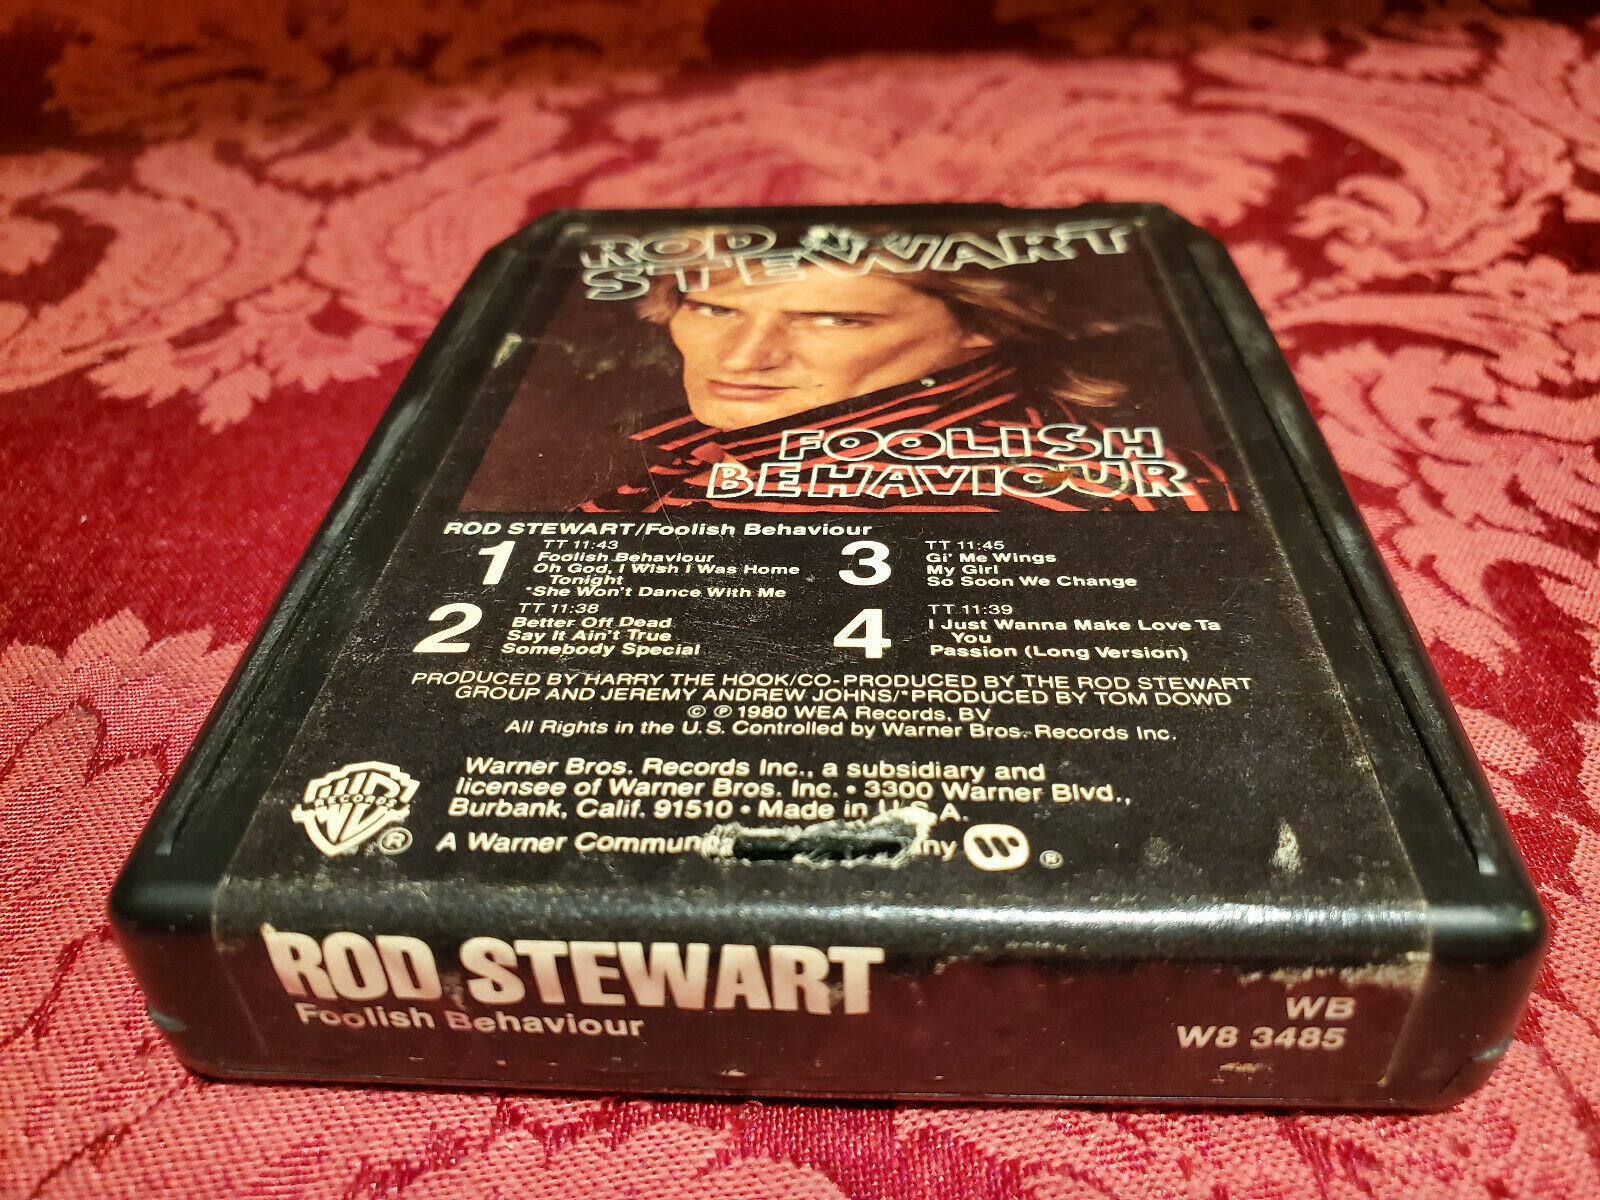 ROD STEWART
FOOLISH
BEHAVIOUR
ROD STEWART/Foolish Behaviour
1
TT 11:43
Foolish Behaviour
Oh God, I Wish I Was Home
Tonight
*She Won't Dance With Me
2
TT 11:38
Better Off Dead
Say It Ain't True
Somebody Special
3
TT 11:45
Gi' Me Wings
My Girl
So Soon We Change
4
TT 11:39
I Just Wanna Make Love Ta
You
Passion (Long Version)
PRODUCED BY HARRY THE HOOK/CO-PRODUCED BY THE ROD STEWART
GROUP AND JEREMY ANDREW JOHNS/*PRODUCED BY TOM DOWD
© ℗ 1980 WEA Records, BV
All Rights in the U.S. Controlled by Warner Bros. Records Inc.
WB
RECORDS
®
Warner Bros. Records Inc., a subsidiary and
licensee of Warner Bros. Inc. • 3300 Warner Blvd.,
Burbank, Calif. 91510 • Made in U.S.A.
A Warner ®
ROD STEWART
Foolish Behaviour
WB
W8 3485